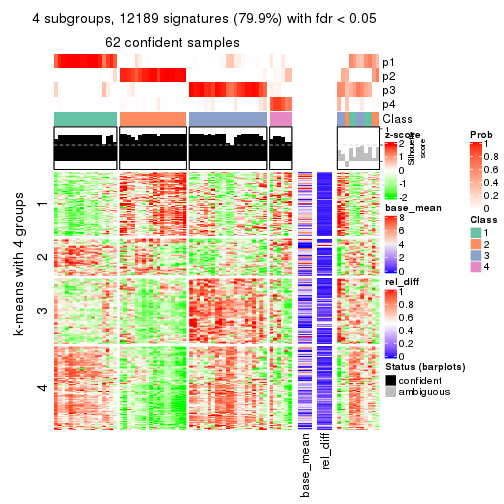 4 subgroups, 12189 signatures (79.9%) with fdr < 0.05
62 confident samples
p1
p2
p3
p4
Class
1
Silhouette
score
z-score
2
1
0
-1
-2
base_mean
8
6
4
2
0
rel_diff
1
0.8
0.6
0.4
0.2
0
Status (barplots)
confident
ambiguous
Prob
1
0.8
0.6
0.4
0.2
0
Class
1
2
3
4
k-means with 4 groups
1
2
3
4
base_mean
rel_diff